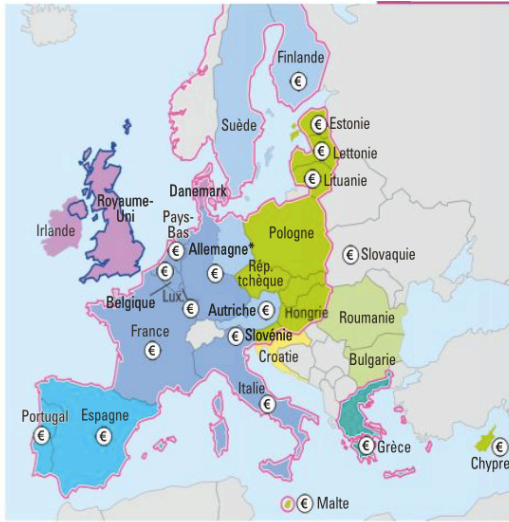 Finlande
€
Suède
€ Estonie
€ Lettonie
€ Lituanie
Danemark
Royaume-
Uni
Irlande
Pays-
Bas
€
Allemagne*
€
Pologne
€ Slovaquie
Rép.
tchèque
€
Belgique
Lux.
€
Autriche €
Hongrie
Roumanie
France
€
€ Slovénie
Croatie
Bulgarie
Italie
€
Portugal
€
Espagne
€
€ Grèce
€
Chypre
€ Malte